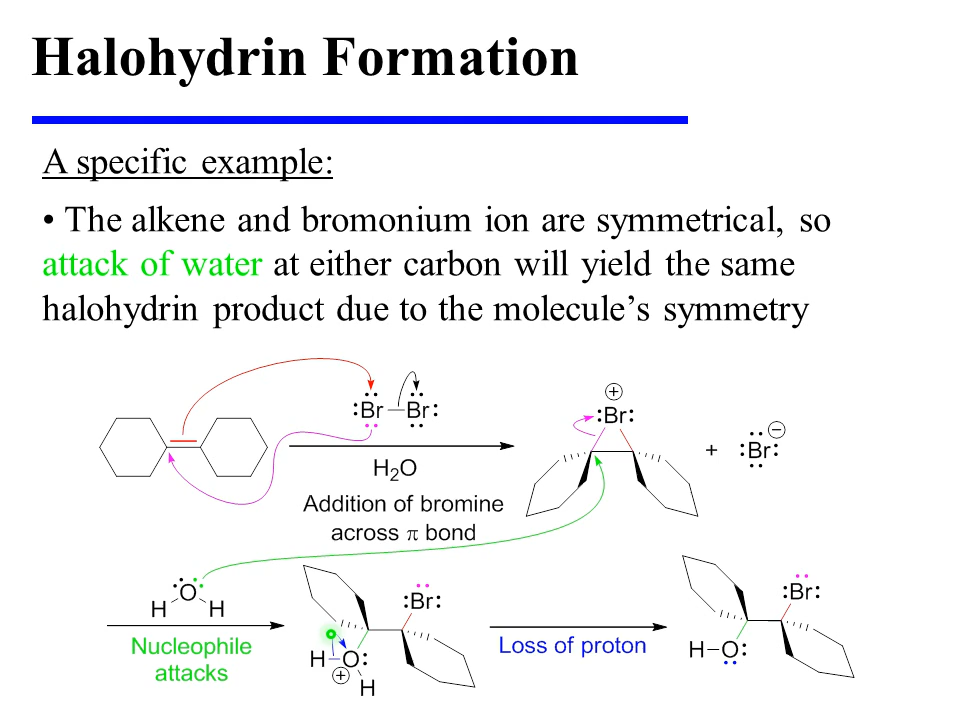 Halohydrin Formation
A specific example:
• The alkene and bromonium ion are symmetrical, so
attack of water at either carbon will yield the same
halohydrin product due to the molecule’s symmetry
Br Br
H₂O
Addition of bromine
across π bond
+
Br
+
Br
−
H O H
Nucleophile
attacks
Br
H O
+
H
Loss of proton
Br
H O